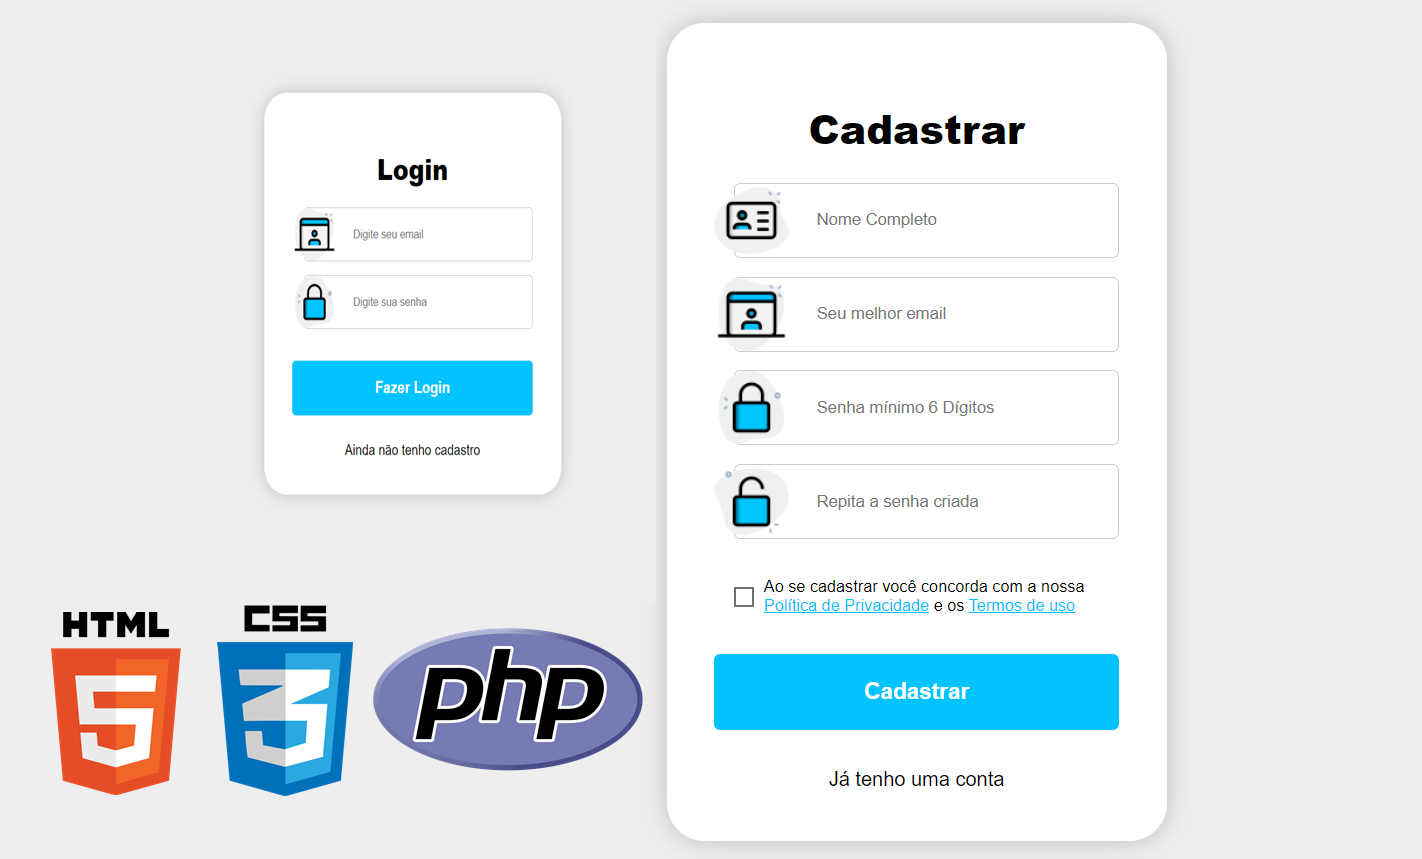 Login
Digite seu email
Digite sua senha
Fazer Login
Ainda não tenho cadastro
HTML
5
CSS
3
php
Cadastrar
Nome Completo
Seu melhor email
Senha mínimo 6 Dígitos
Repita a senha criada
Ao se cadastrar você concorda com a nossa
Política de Privacidade e os Termos de uso
Cadastrar
Já tenho uma conta